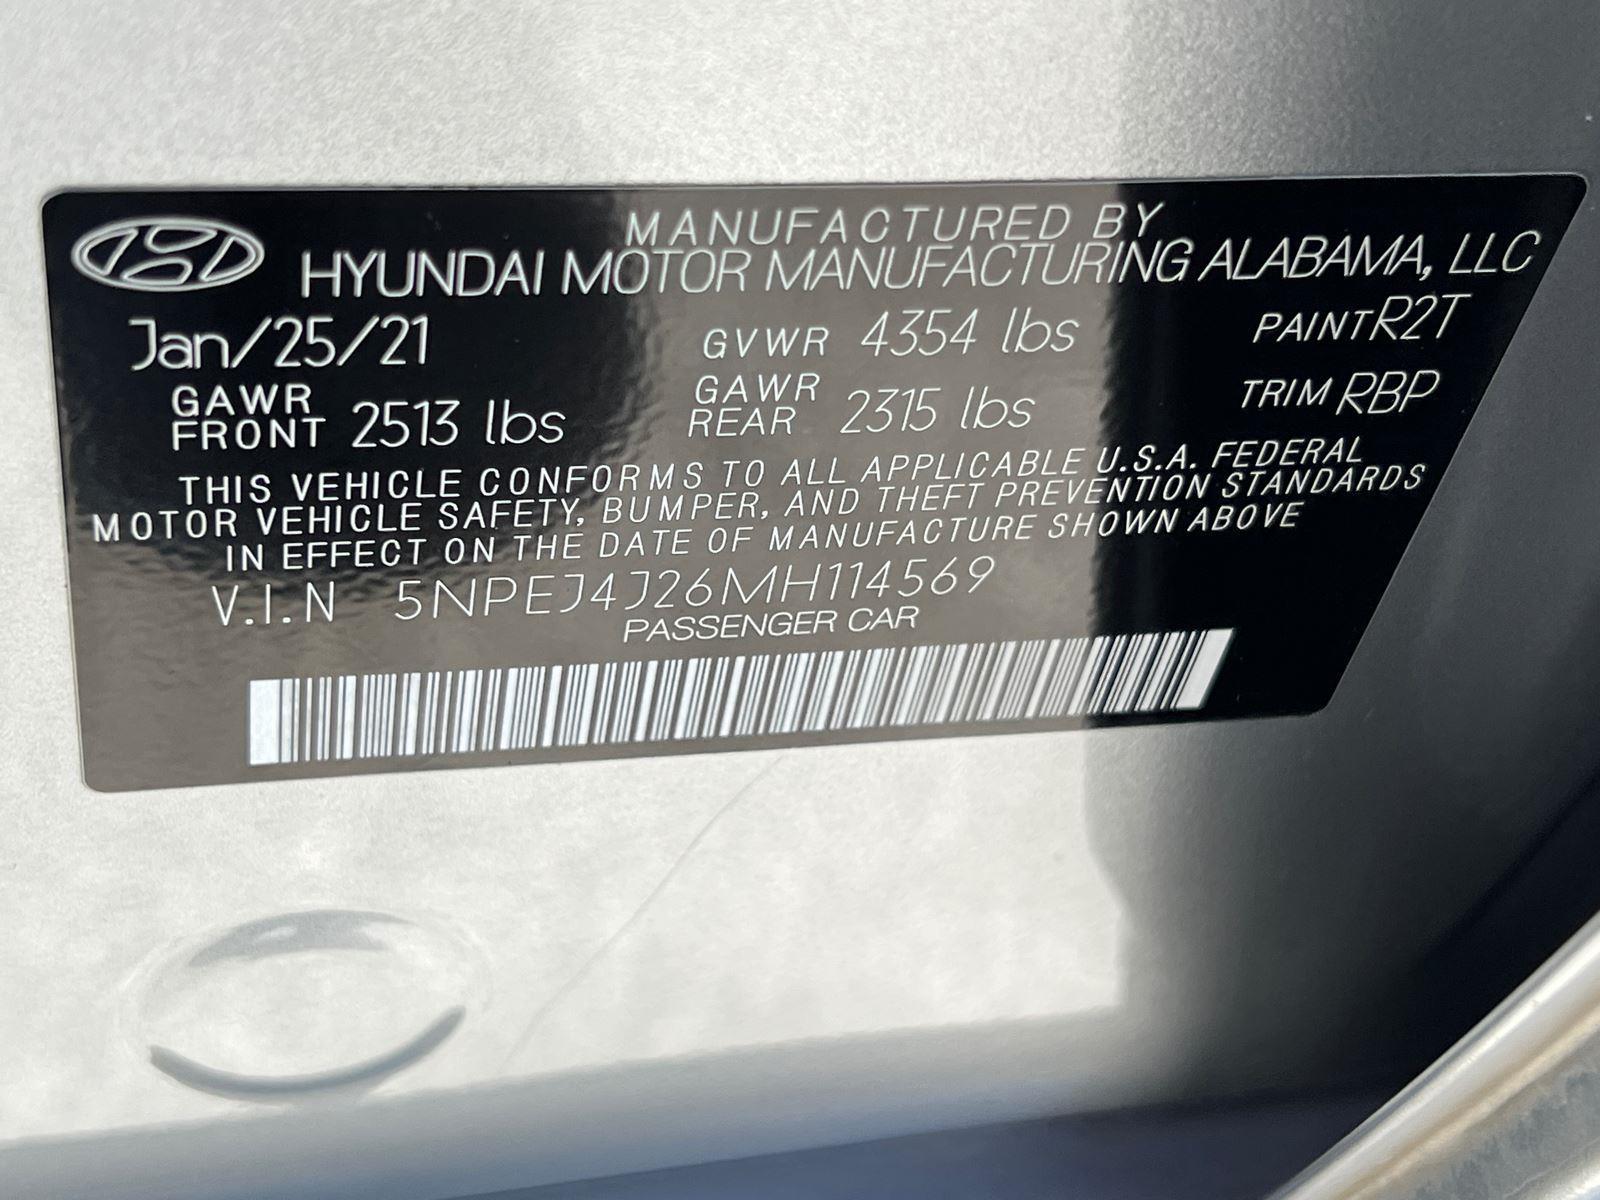 MANUFACTURED BY
HYUNDAI MOTOR MANUFACTURING ALABAMA, LLC
Jan/25/21 GVWR 4354 lbs PAINT R2T
GAWR FRONT 2513 lbs GAWR REAR 2315 lbs TRIM RBP
THIS VEHICLE CONFORMS TO ALL APPLICABLE U.S.A. FEDERAL
MOTOR VEHICLE SAFETY, BUMPER, AND THEFT PREVENTION STANDARDS
IN EFFECT ON THE DATE OF MANUFACTURE SHOWN ABOVE
V.I.N 5NPEJ4J26MH114569
PASSENGER CAR